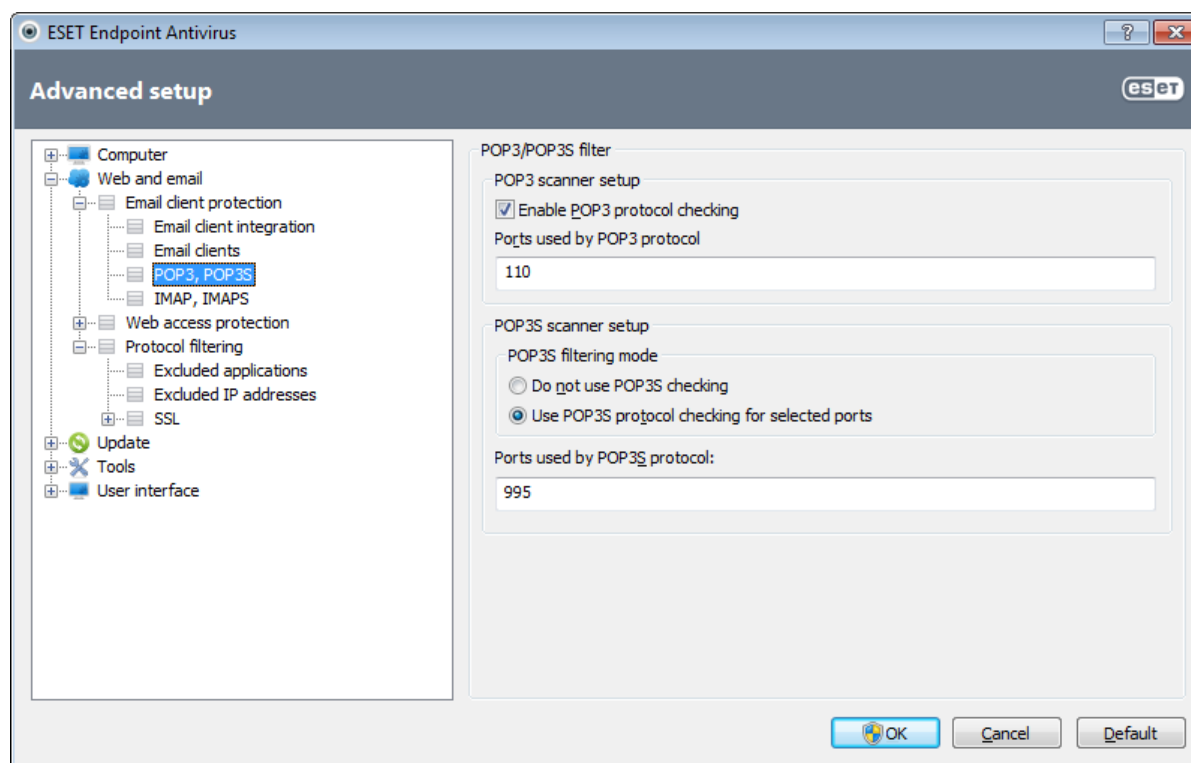 ESET Endpoint Antivirus
?
Advanced setup
eset
Computer
Web and email
Email client protection
Email client integration
Email clients
POP3, POP3S
IMAP, IMAPS
Web access protection
Protocol filtering
Excluded applications
Excluded IP addresses
SSL
Update
Tools
User interface
POP3/POP3S filter
POP3 scanner setup
Enable POP3 protocol checking
Ports used by POP3 protocol
110
POP3S scanner setup
POP3S filtering mode
Do not use POP3S checking
Use POP3S protocol checking for selected ports
Ports used by POP3S protocol:
995
OK
Cancel
Default